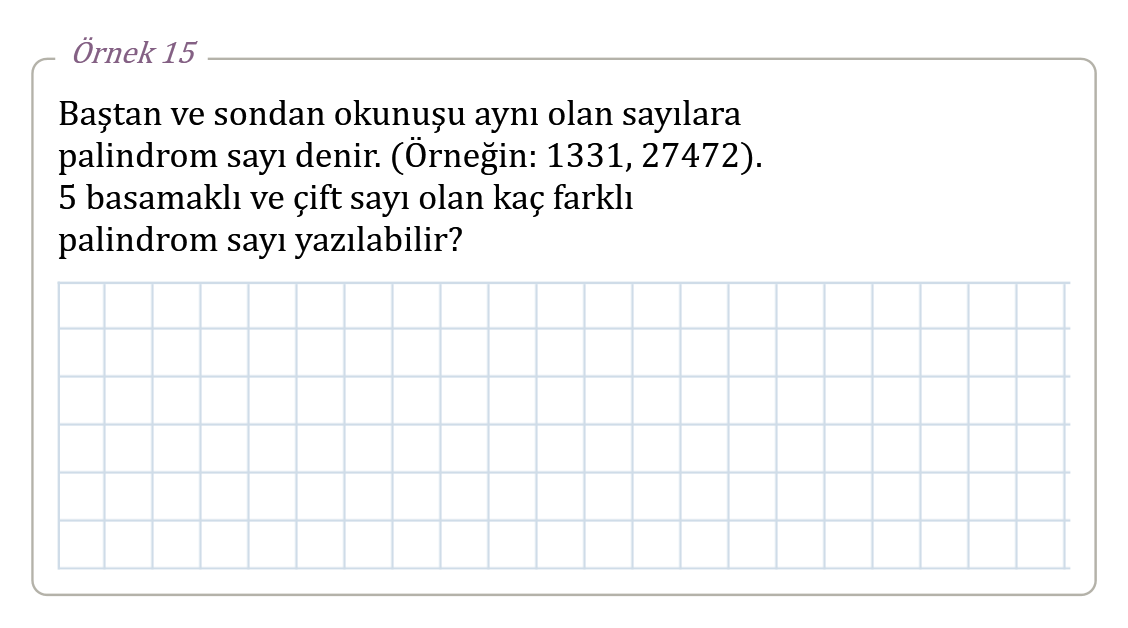 Örnek 15
Baştan ve sondan okunuşu aynı olan sayılara
palindrom sayı denir. (Örneğin: 1331, 27472).
5 basamaklı ve çift sayı olan kaç farklı
palindrom sayı yazılabilir?